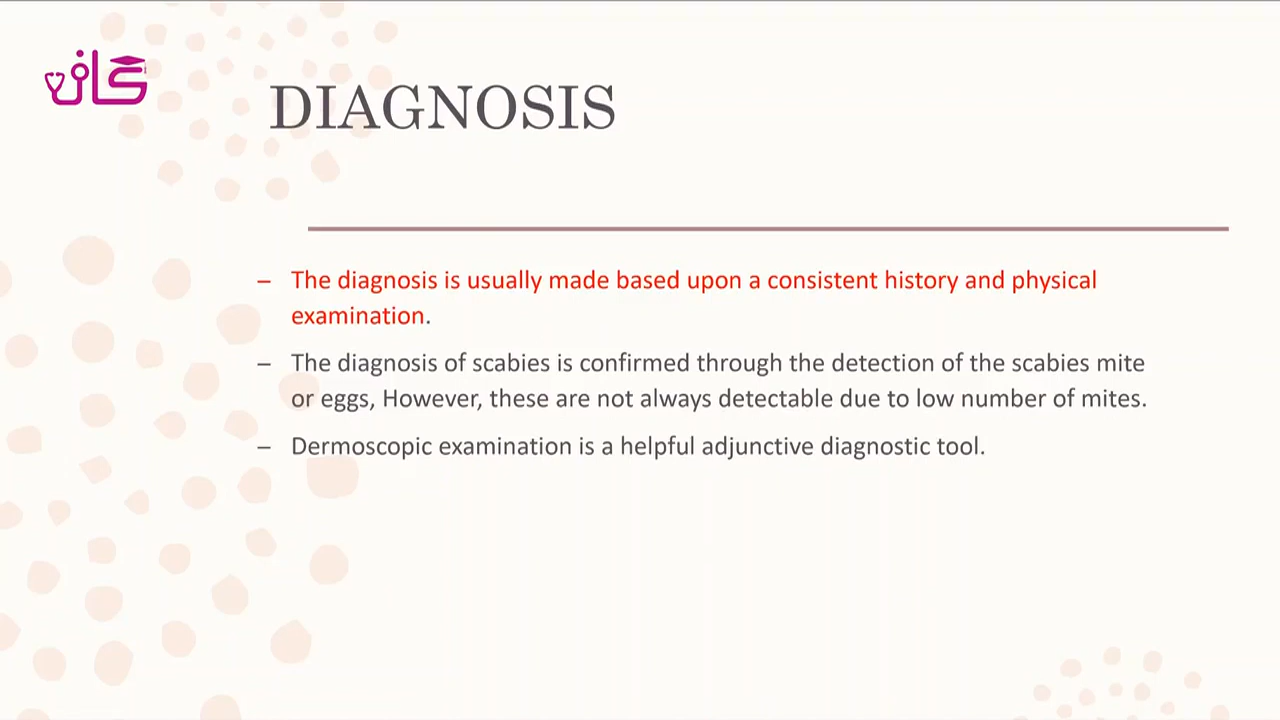 كان
DIAGNOSIS
– The diagnosis is usually made based upon a consistent history and physical
examination.
– The diagnosis of scabies is confirmed through the detection of the scabies mite
or eggs, However, these are not always detectable due to low number of mites.
– Dermoscopic examination is a helpful adjunctive diagnostic tool.